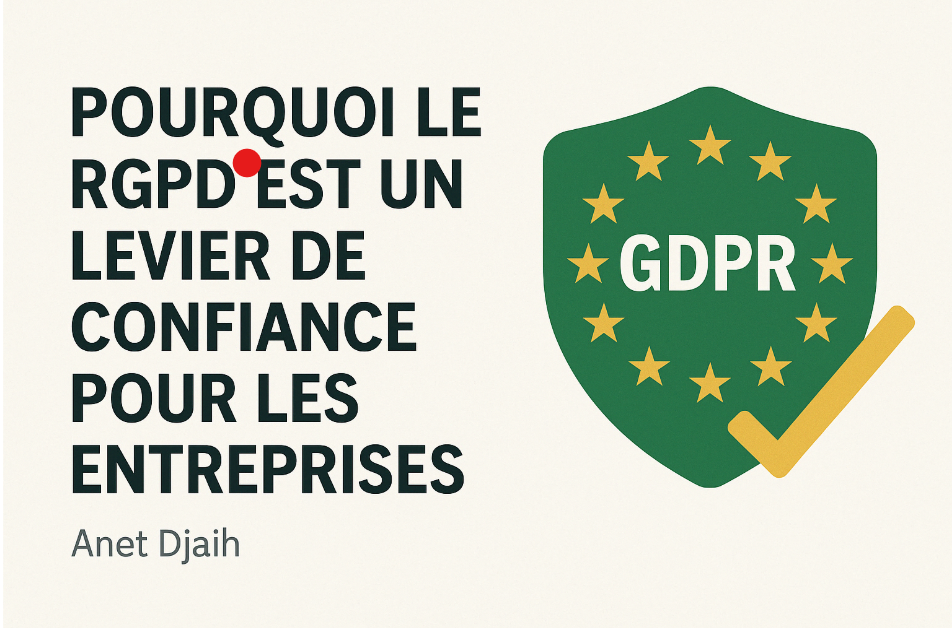 POURQUOI LE
RGPD EST UN
LEVIER DE
CONFIANCE
POUR LES
ENTREPRISES
Anet Djaih
GDPR